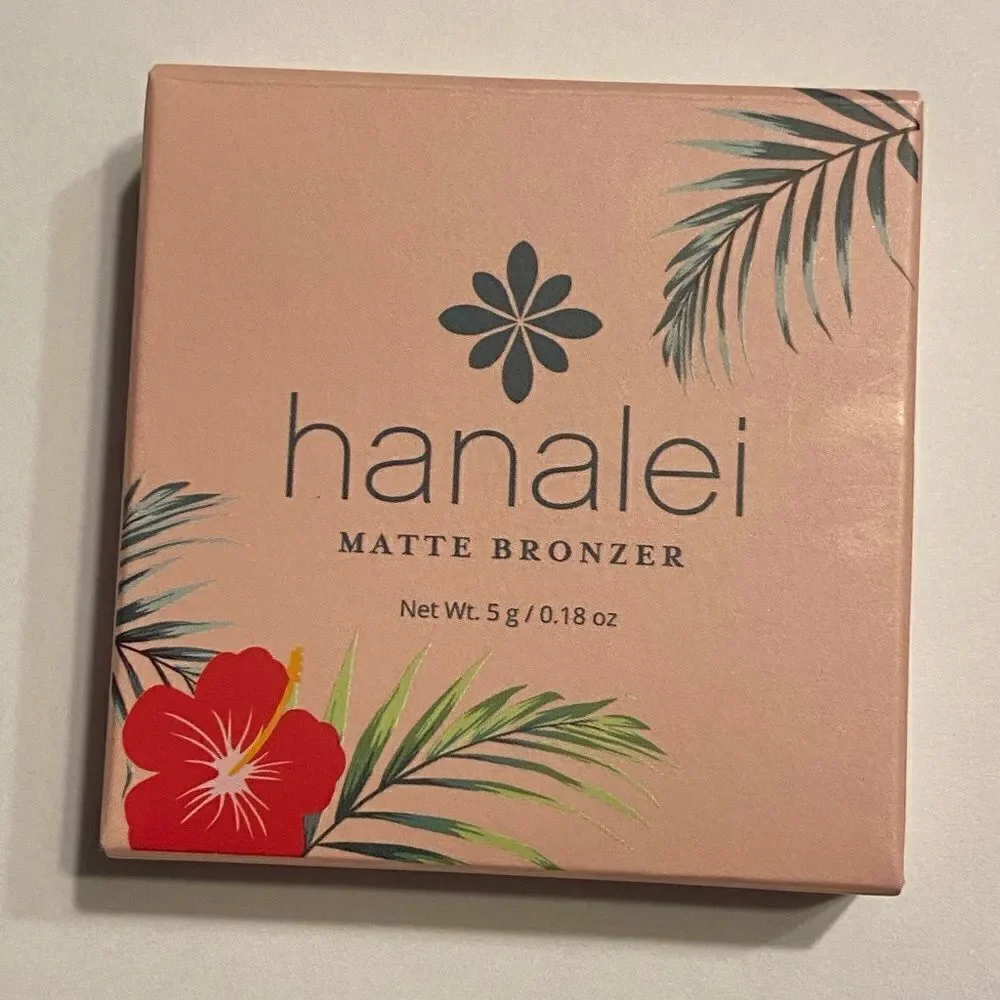 hanalei
MATTE BRONZER
Net Wt. 5 g / 0.18 oz